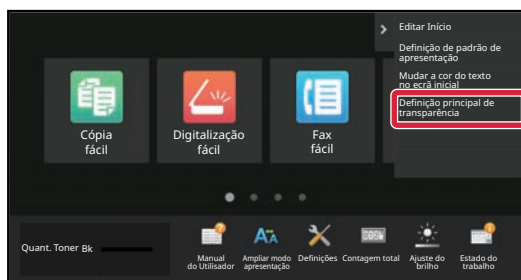 Editar Início
Definição de padrão de
apresentação
Mudar a cor do texto
no ecrã inicial
Definição principal de
transparência
Cópia
fácil
Digitalização
fácil
Fax
fácil
Quant. Toner Bk
Manual
do Utilisador
Ampliar modo
apresentação
Definições
Contagem total
Ajuste do
brilho
Estado do
trabalho